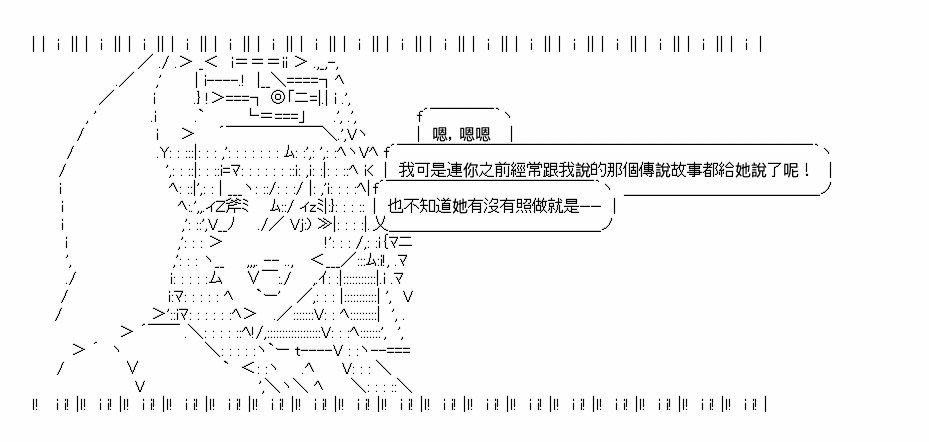 嗯，嗯嗯
我可是連你之前經常跟我說的那個傳說故事都給她說了呢！
也不知道她有沒有照做就是——